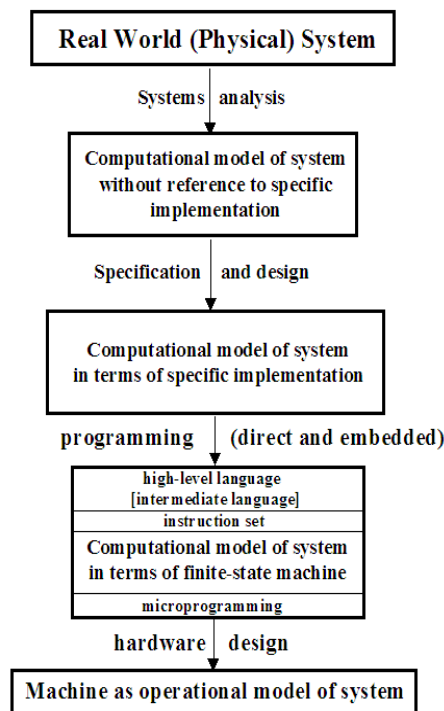 Real World (Physical) System
Systems analysis
Computational model of system
without reference to specific
implementation
Specification and design
Computational model of system
in terms of specific implementation
programming (direct and embedded)
high-level language
[intermediate language]
instruction set
Computational model of system
in terms of finite-state machine
microprogramming
hardware design
Machine as operational model of system